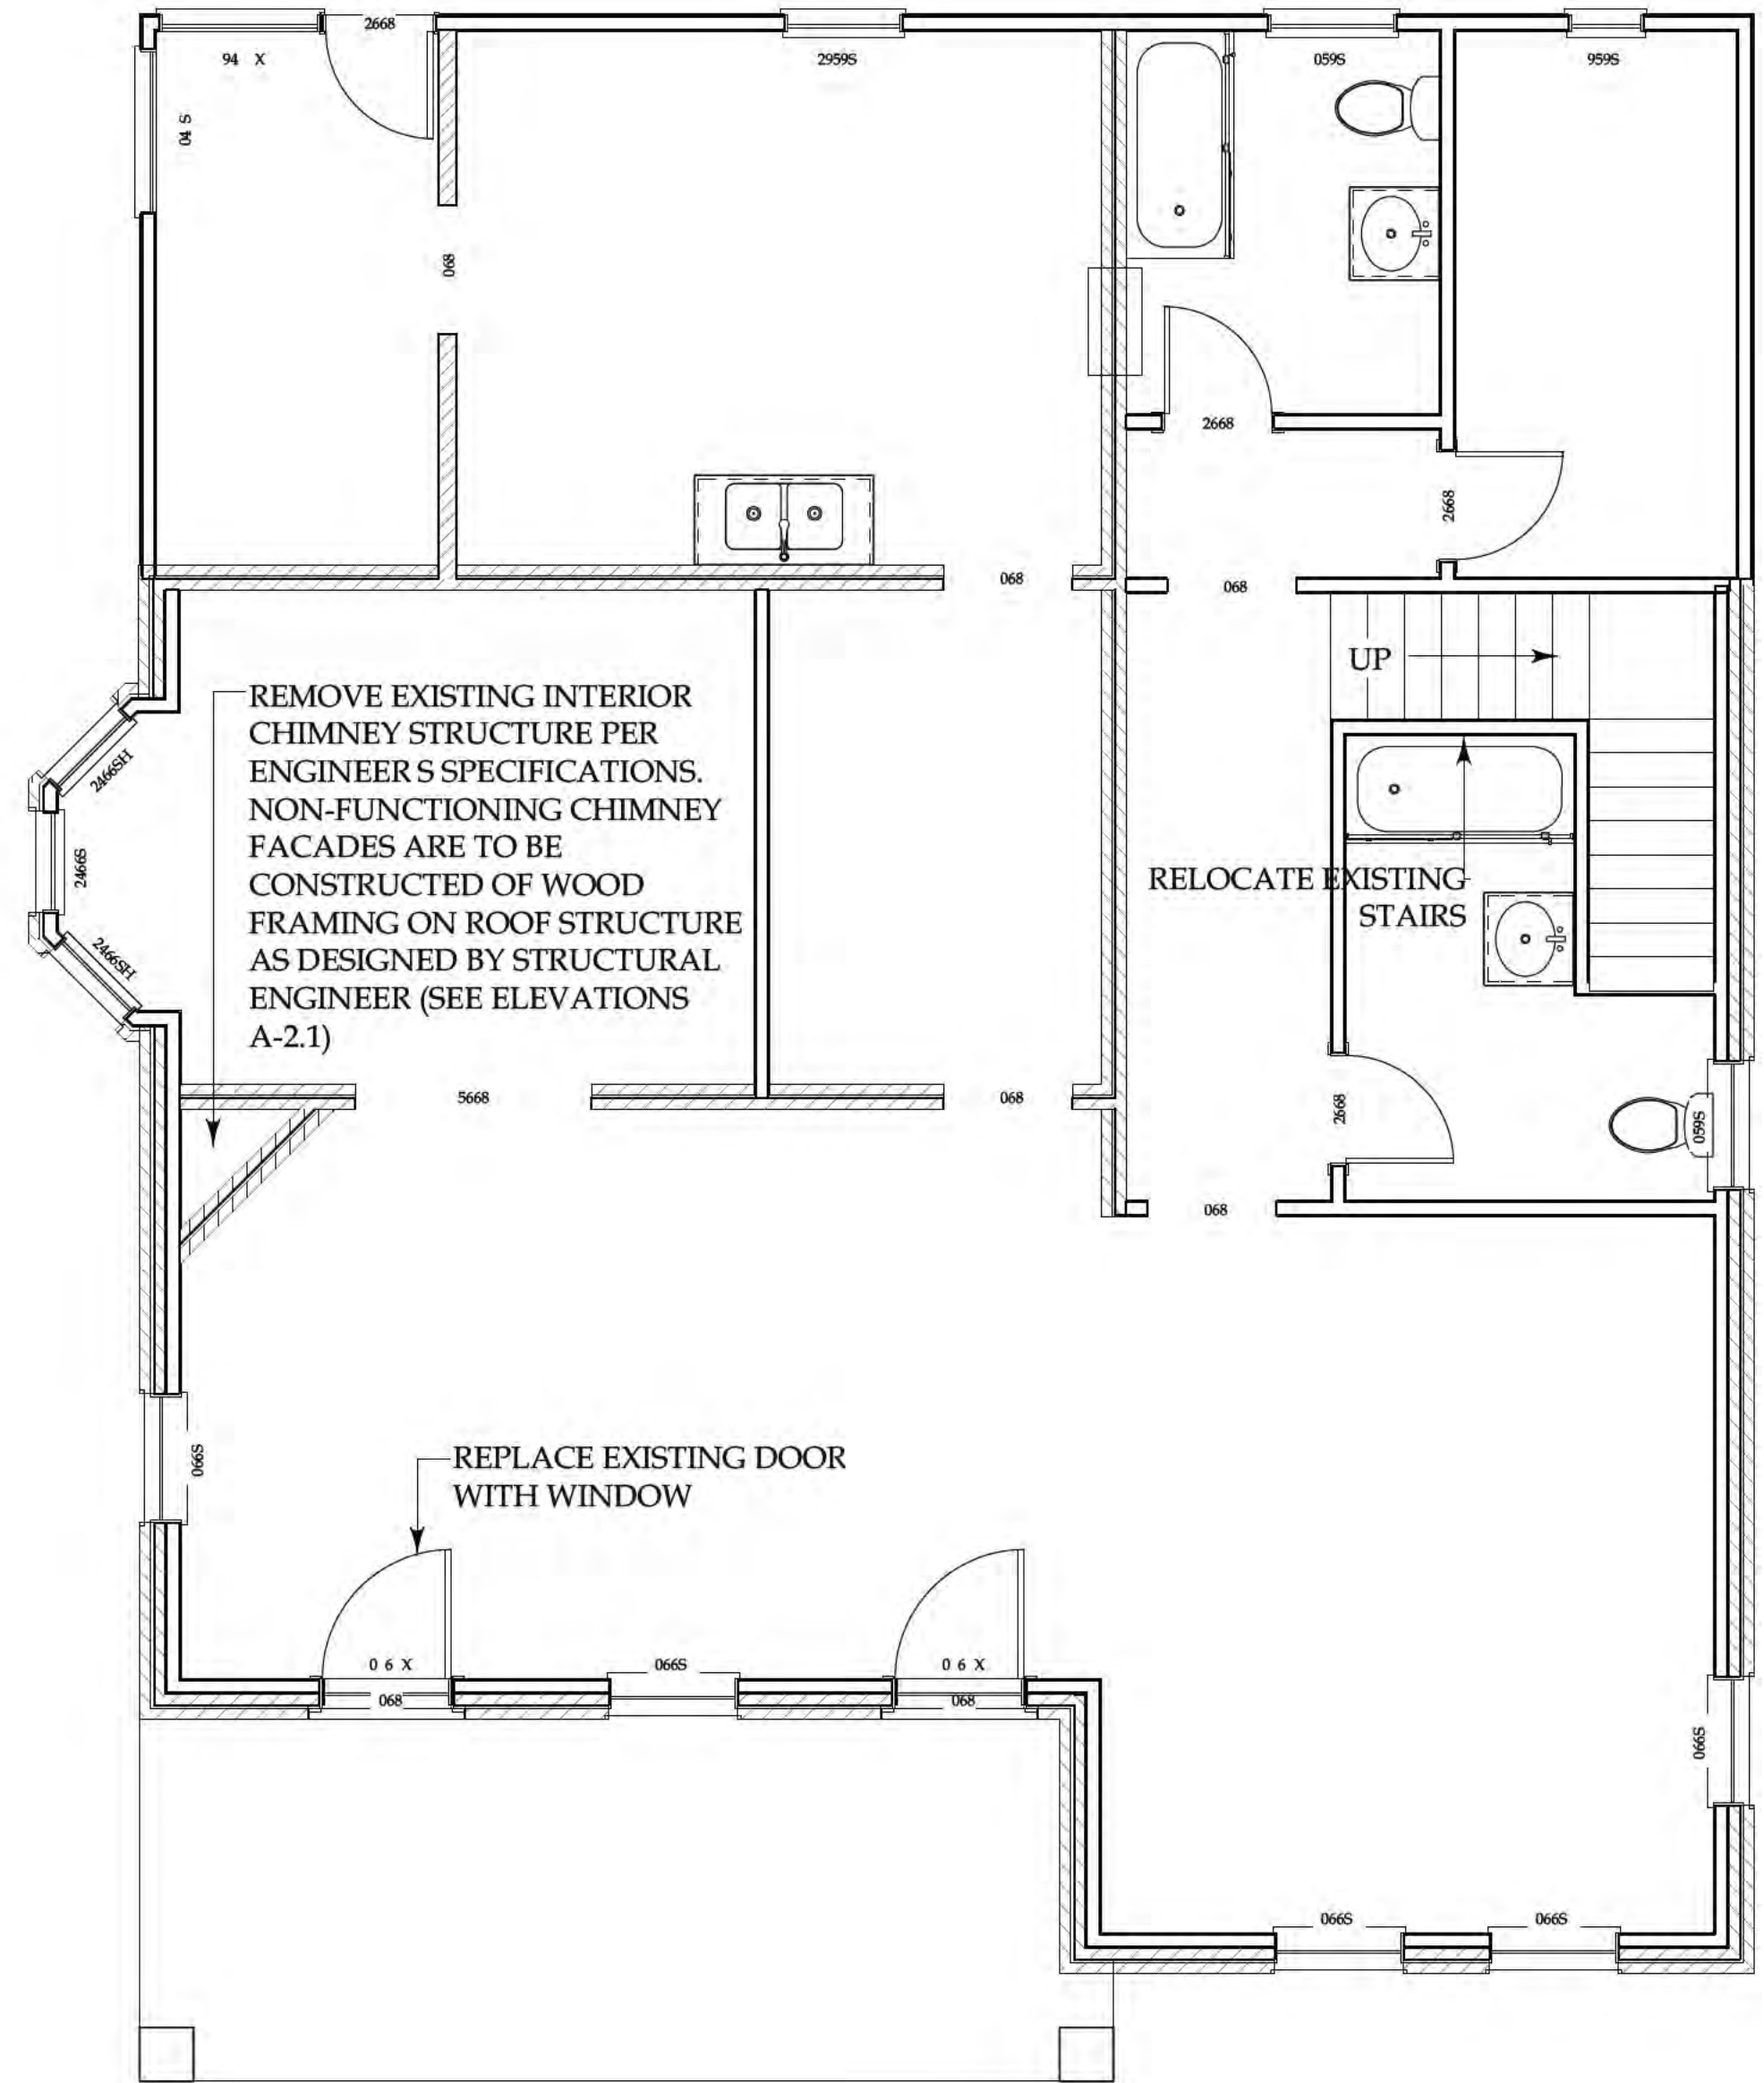 2668
94 X
2959S
059S
959S
04 S
068
2668
2668
068
068
UP
REMOVE EXISTING INTERIOR
CHIMNEY STRUCTURE PER
ENGINEER S SPECIFICATIONS.
NON-FUNCTIONING CHIMNEY
FACADES ARE TO BE
CONSTRUCTED OF WOOD
FRAMING ON ROOF STRUCTURE
AS DESIGNED BY STRUCTURAL
ENGINEER (SEE ELEVATIONS
A-2.1)
2466SH
2466S
2466SH
RELOCATE EXISTING
STAIRS
5668
068
2668
059S
068
066S
REPLACE EXISTING DOOR
WITH WINDOW
0 6 X
066S
0 6 X
068
068
066S
066S
066S